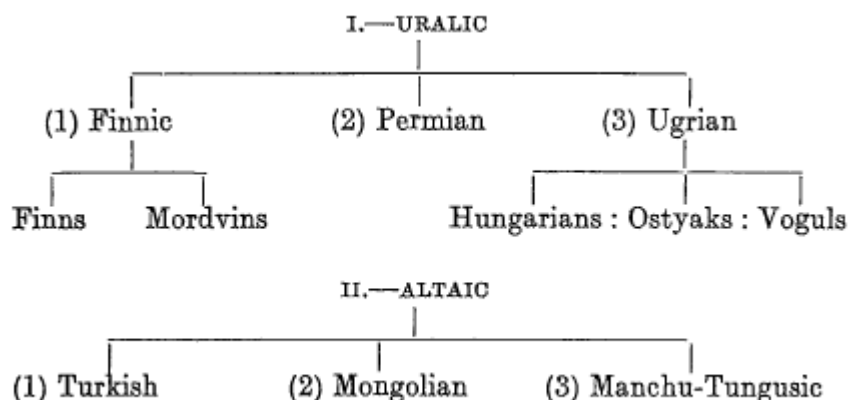 I.—URALIC
(1) Finnic (2) Permian (3) Ugrian
Finns Mordvins Hungarians : Ostyaks : Voguls
II.—ALTAIC
(1) Turkish (2) Mongolian (3) Manchu-Tungusic